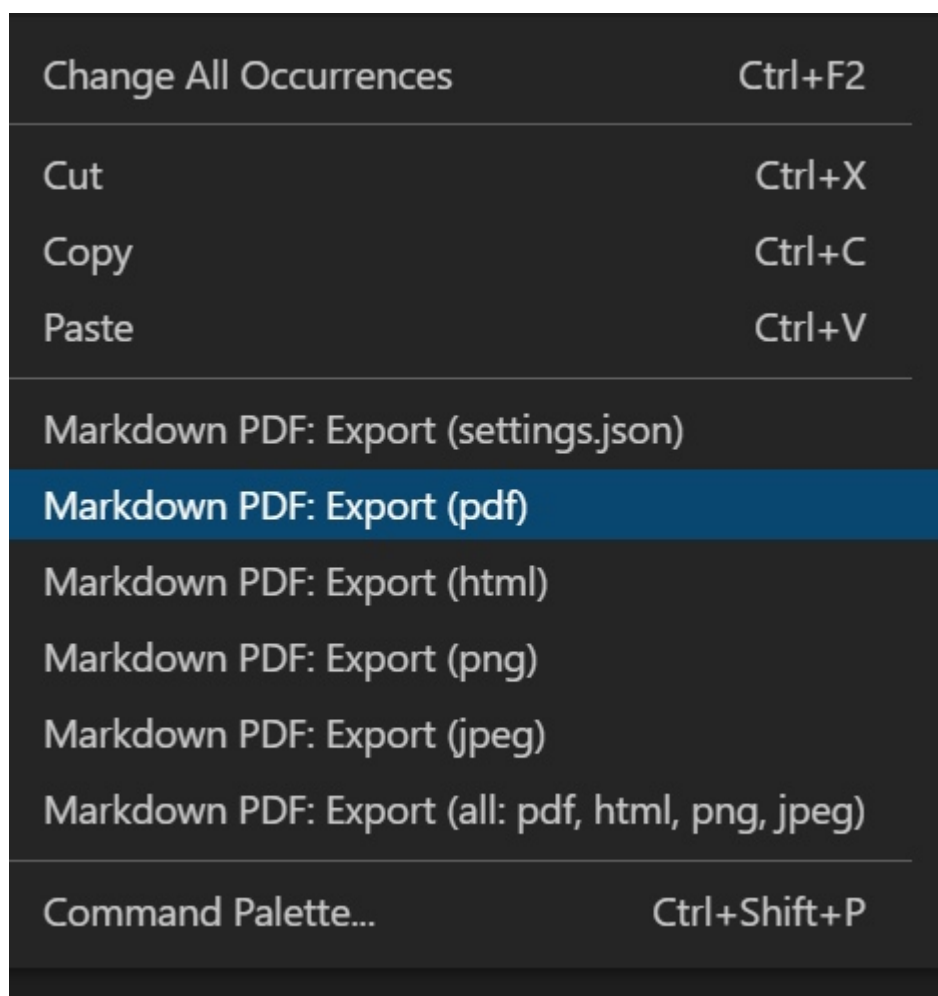 Change All Occurrences Ctrl+F2
Cut Ctrl+X
Copy Ctrl+C
Paste Ctrl+V
Markdown PDF: Export (settings.json)
Markdown PDF: Export (pdf)
Markdown PDF: Export (html)
Markdown PDF: Export (png)
Markdown PDF: Export (jpeg)
Markdown PDF: Export (all: pdf, html, png, jpeg)
Command Palette... Ctrl+Shift+P